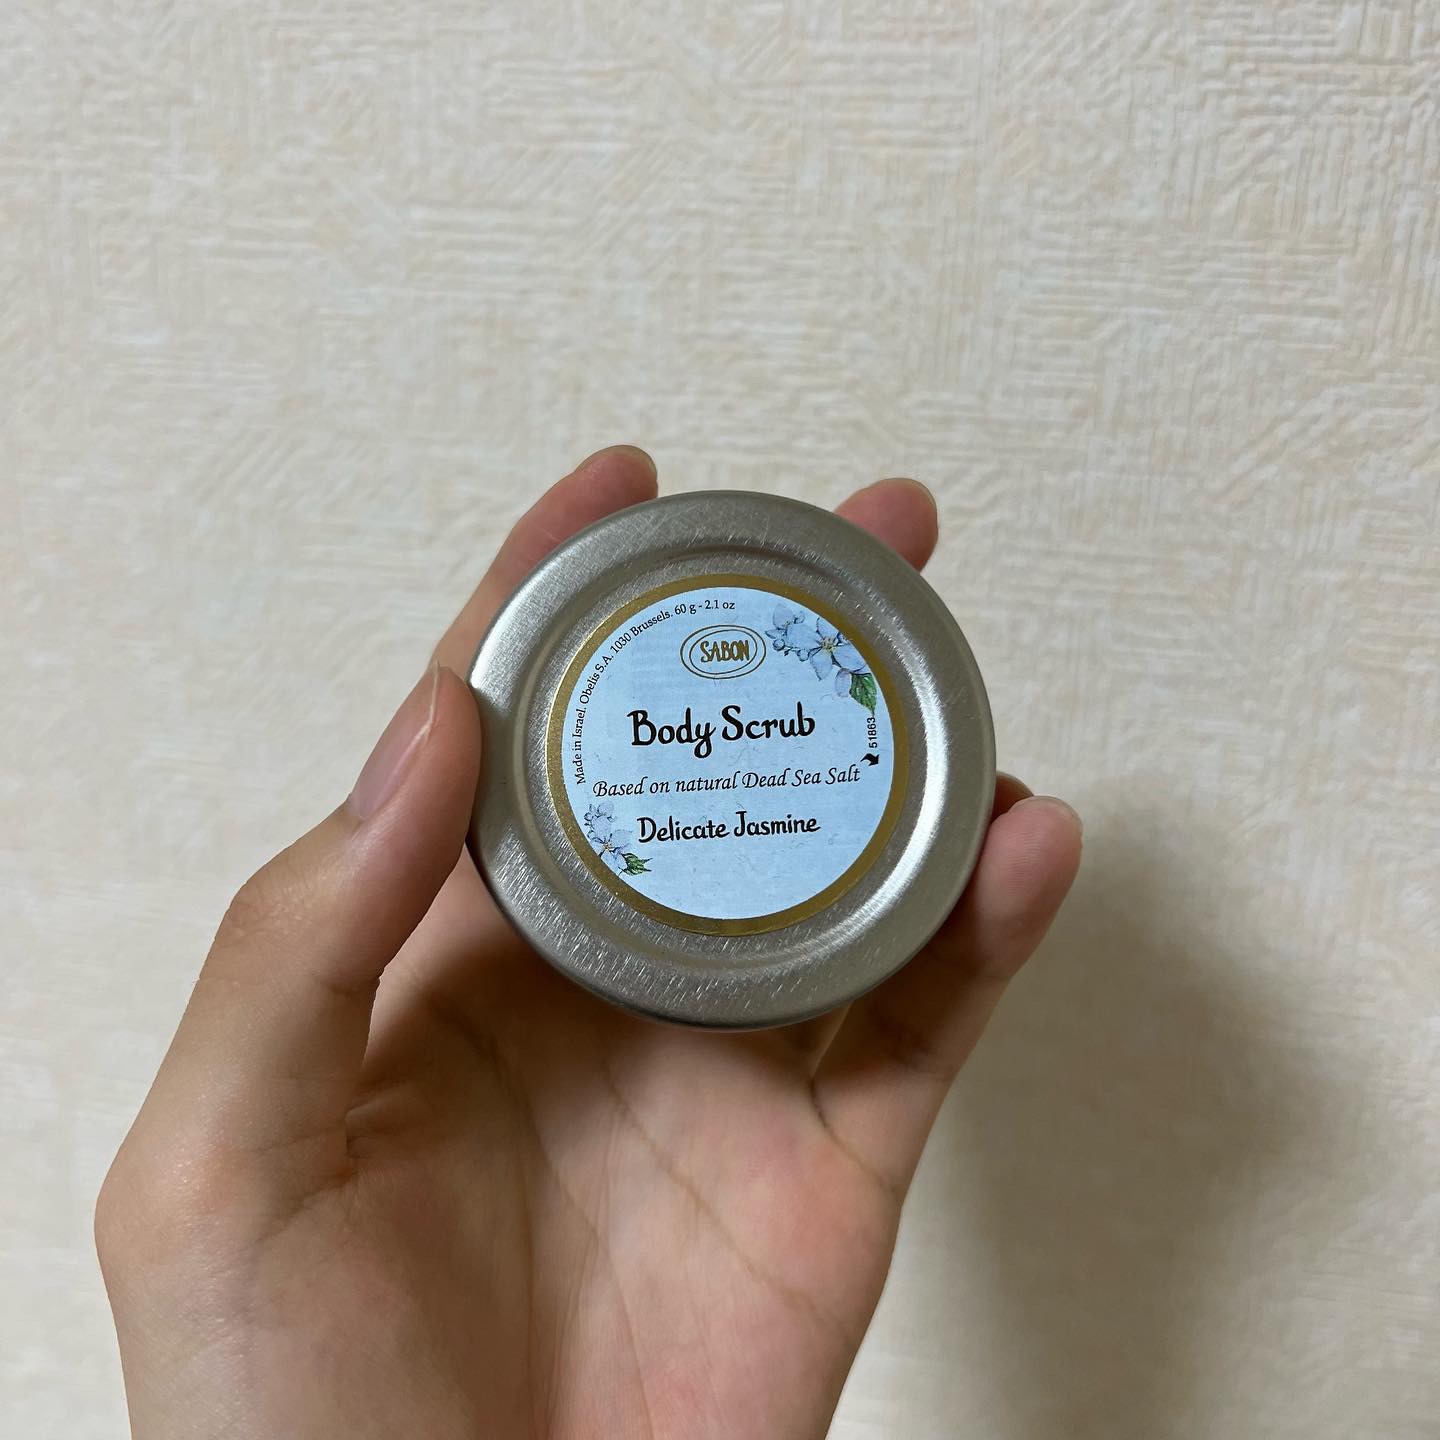 Made in Israel. Obelis S.A. 1030 Brussels. 60 g - 2.1 oz
SABON
Body Scrub
Based on natural Dead Sea Salt
Delicate Jasmine
51863